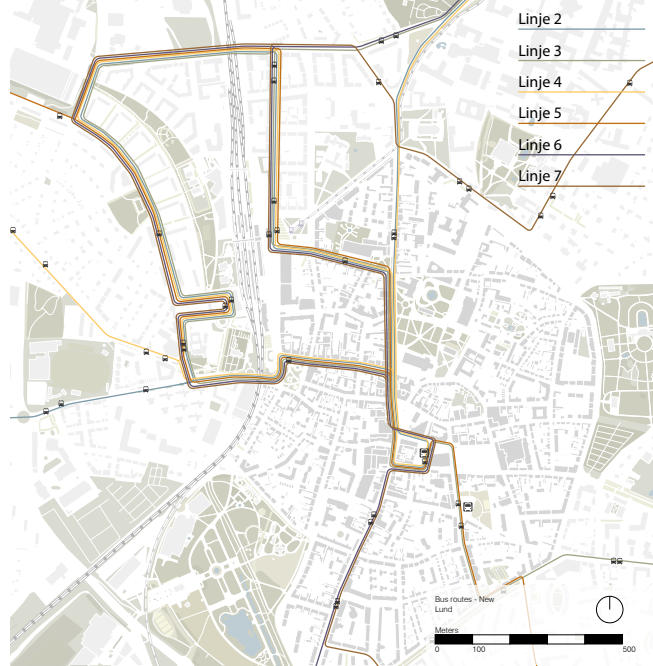 Linje 2
Linje 3
Linje 4
Linje 5
Linje 6
Linje 7
Bus routes - New
Lund
Meters
0 100 500